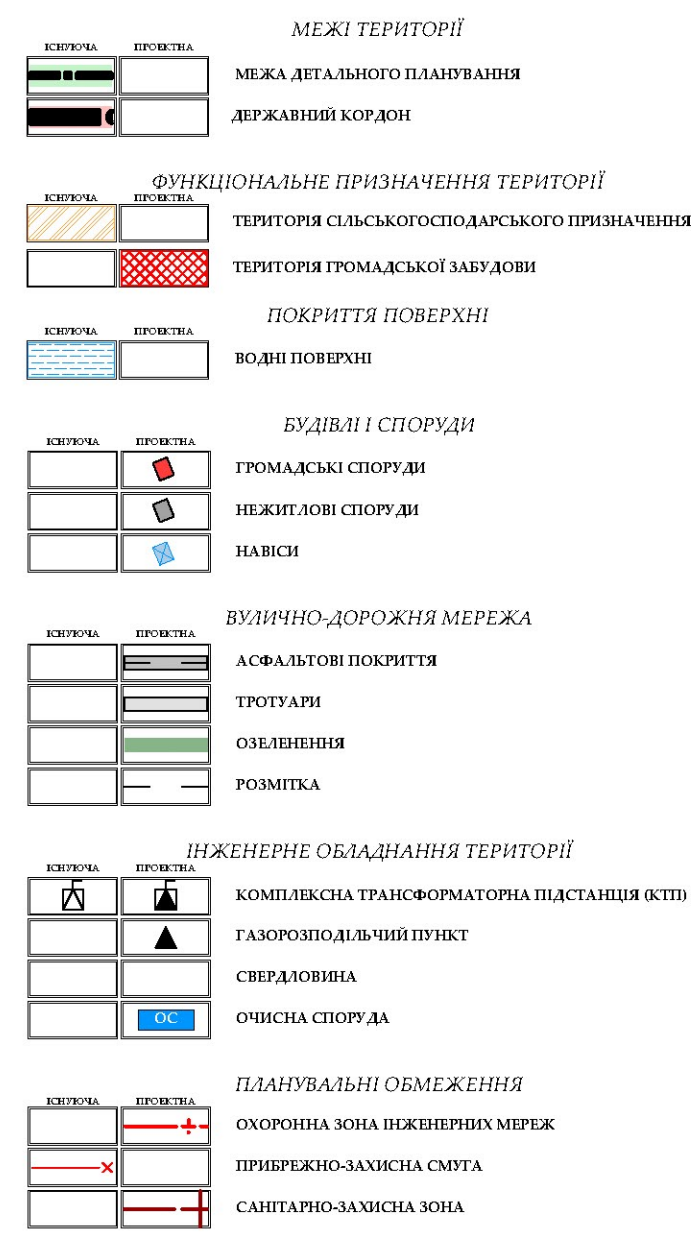 МЕЖІ ТЕРИТОРІЇ
ІСНУЮЧА ПРОЕКТНА
МЕЖА ДЕТАЛЬНОГО ПЛАНУВАННЯ
ДЕРЖАВНИЙ КОРДОН
ФУНКЦІОНАЛЬНЕ ПРИЗНАЧЕННЯ ТЕРИТОРІЇ
ІСНУЮЧА ПРОЕКТНА
ТЕРИТОРІЯ СІЛЬСЬКОГОСПОДАРСЬКОГО ПРИЗНАЧЕННЯ
ТЕРИТОРІЯ ГРОМАДСЬКОЇ ЗАБУДОВИ
ПОКРИТТЯ ПОВЕРХНІ
ІСНУЮЧА ПРОЕКТНА
ВОДНІ ПОВЕРХНІ
БУДІВЛІ І СПОРУДИ
ІСНУЮЧА ПРОЕКТНА
ГРОМАДСЬКІ СПОРУДИ
НЕЖИТЛОВІ СПОРУДИ
НАВІСИ
ВУЛИЧНО-ДОРОЖНЯ МЕРЕЖА
ІСНУЮЧА ПРОЕКТНА
АСФАЛЬТОВІ ПОКРИТТЯ
ТРОТУАРИ
ОЗЕЛЕНЕННЯ
РОЗМІТКА
ІНЖЕНЕРНЕ ОБЛАДНАННЯ ТЕРИТОРІЇ
ІСНУЮЧА ПРОЕКТНА
КОМПЛЕКСНА ТРАНСФОРМАТОРНА ПІДСТАНЦІЯ (КТП)
ГАЗОРОЗПОДІЛЬЧИЙ ПУНКТ
СВЕРДЛОВИНА
ОС ОЧИСНА СПОРУДА
ПЛАНУВАЛЬНІ ОБМЕЖЕННЯ
ІСНУЮЧА ПРОЕКТНА
ОХОРОННА ЗОНА ІНЖЕНЕРНИХ МЕРЕЖ
ПРИБРЕЖНО-ЗАХИСНА СМУГА
САНІТАРНО-ЗАХИСНА ЗОНА